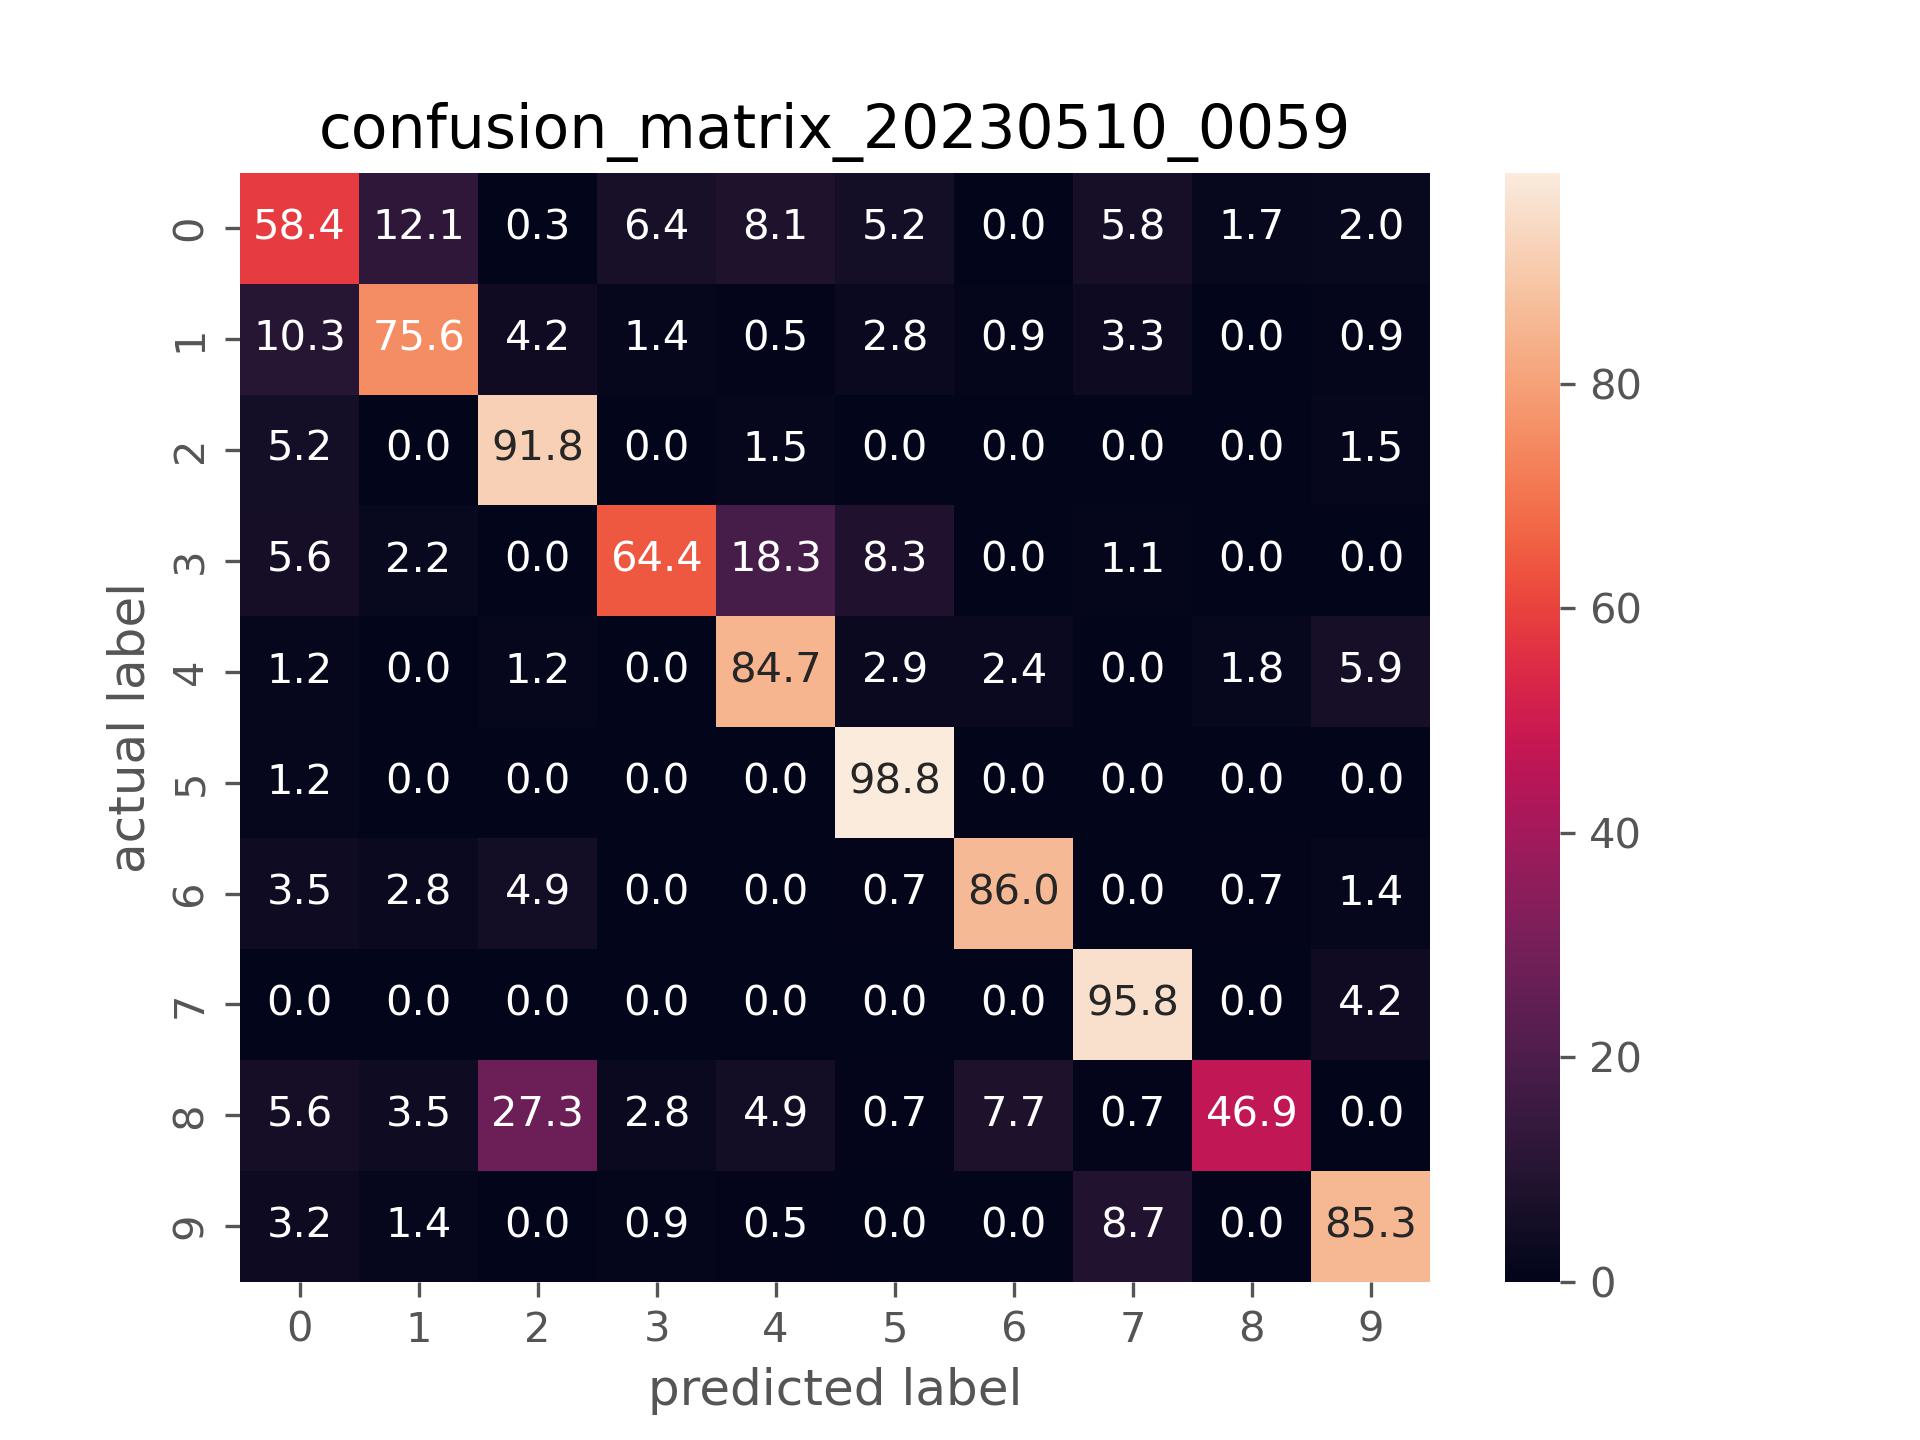 confusion_matrix_20230510_0059
0 58.4 12.1 0.3 6.4 8.1 5.2 0.0 5.8 1.7 2.0
1 10.3 75.6 4.2 1.4 0.5 2.8 0.9 3.3 0.0 0.9
2 5.2 0.0 91.8 0.0 1.5 0.0 0.0 0.0 0.0 1.5
3 5.6 2.2 0.0 64.4 18.3 8.3 0.0 1.1 0.0 0.0
4 1.2 0.0 1.2 0.0 84.7 2.9 2.4 0.0 1.8 5.9
5 1.2 0.0 0.0 0.0 0.0 98.8 0.0 0.0 0.0 0.0
6 3.5 2.8 4.9 0.0 0.0 0.7 86.0 0.0 0.7 1.4
7 0.0 0.0 0.0 0.0 0.0 0.0 0.0 95.8 0.0 4.2
8 5.6 3.5 27.3 2.8 4.9 0.7 7.7 0.7 46.9 0.0
9 3.2 1.4 0.0 0.9 0.5 0.0 0.0 8.7 0.0 85.3
0 1 2 3 4 5 6 7 8 9
predicted label
actual label
80
60
40
20
0